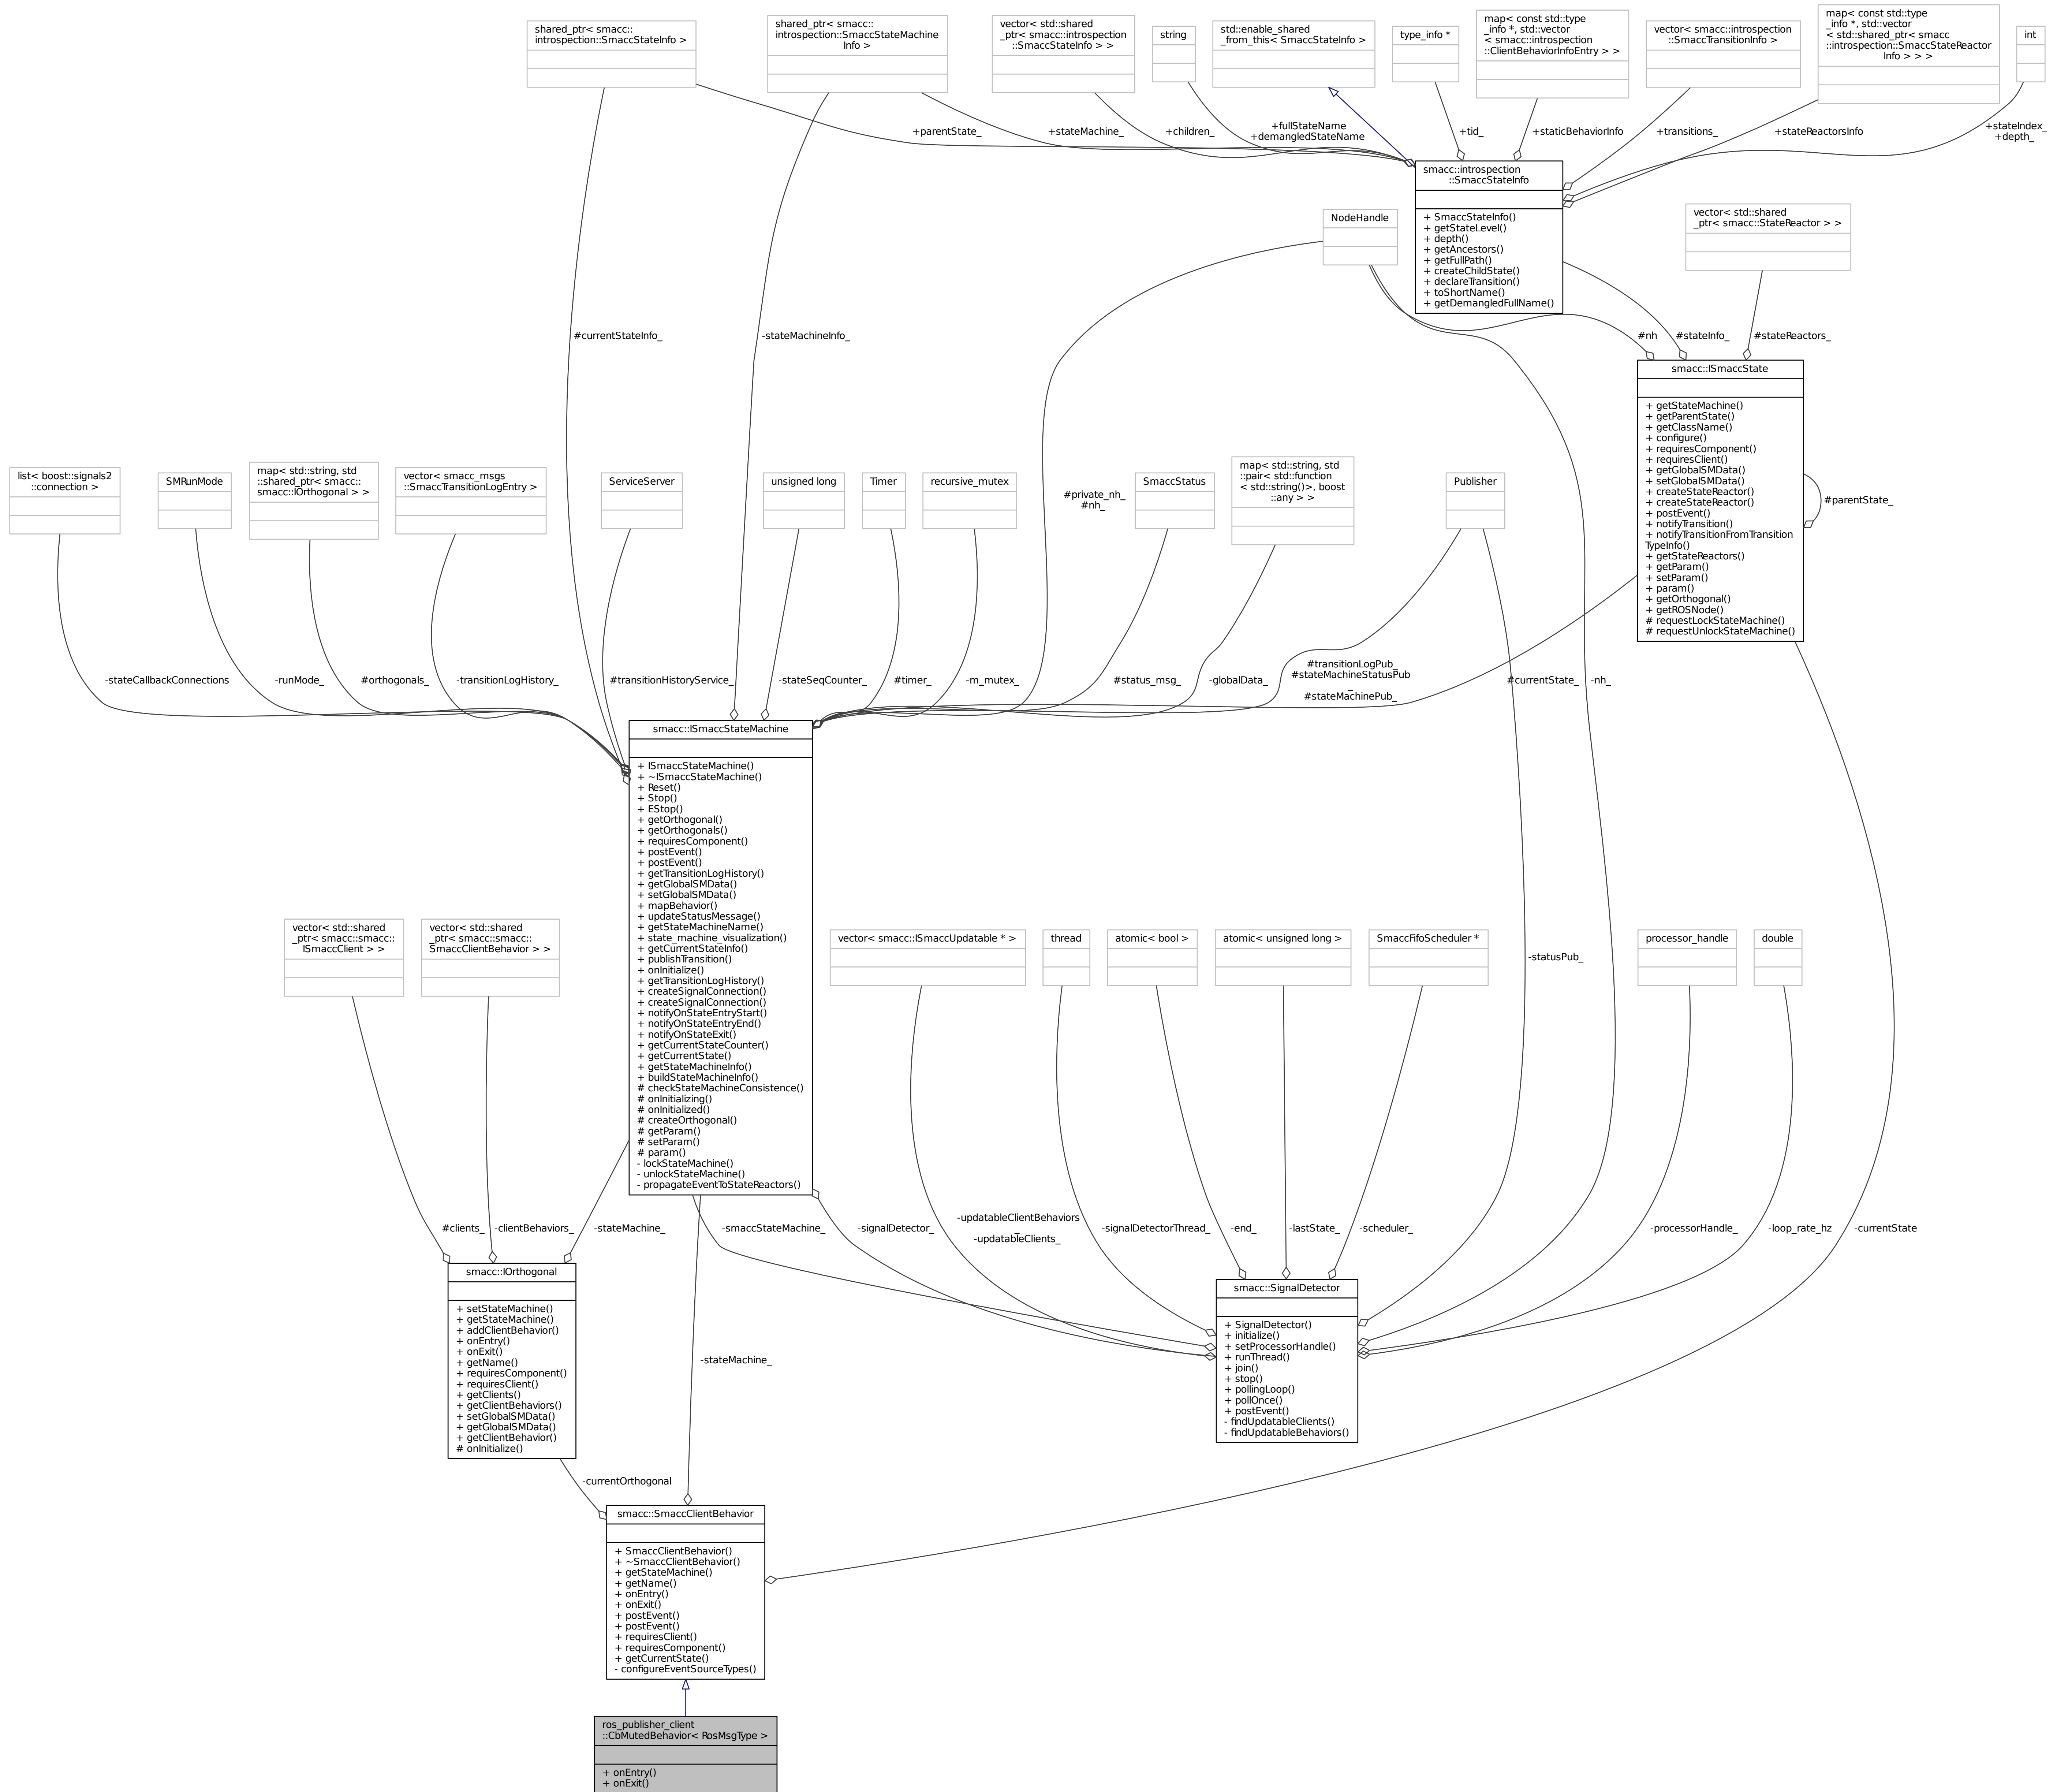 shared_ptr< smacc::
introspection::SmaccStateInfo >
shared_ptr< smacc::
introspection::SmaccStateMachine
Info >
vector< std::shared
_ptr< smacc::introspection
::SmaccStateInfo > >
string
std::enable_shared
_from_this< SmaccStateInfo >
type_info *
map< const std::type
_info *, std::vector
< smacc::introspection
::ClientBehaviorInfoEntry > >
vector< smacc::introspection
::SmaccTransitionInfo >
map< const std::type
_info *, std::vector
< std::shared_ptr< smacc
::introspection::SmaccStateReactor
Info > > >
int
+parentState_
+stateMachine_
+children_
+fullStateName
+demangledStateName
+tid_
+staticBehaviorInfo
+transitions_
+stateReactorsInfo
+stateIndex_
+depth_
smacc::introspection
::SmaccStateInfo
+ SmaccStateInfo()
+ getStateLevel()
+ depth()
+ getAncestors()
+ getFullPath()
+ createChildState()
+ declareTransition()
+ toShortName()
+ getDemangledFullName()
NodeHandle
vector< std::shared
_ptr< smacc::StateReactor > >
#currentStateInfo_
-stateMachineInfo_
#nh
#stateInfo_
#stateReactors_
smacc::ISmaccState
+ getStateMachine()
+ getParentState()
+ getClassName()
+ configure()
+ requiresComponent()
+ requiresClient()
+ getGlobalSMData()
+ setGlobalSMData()
+ createStateReactor()
+ createStateReactor()
+ postEvent()
+ notifyTransition()
+ notifyTransitionFromTransition
TypeInfo()
+ getStateReactors()
+ getParam()
+ setParam()
+ param()
+ getOrthogonal()
+ getROSNode()
# requestLockStateMachine()
# requestUnlockStateMachine()
#parentState_
list< boost::signals2
::connection >
SMRunMode
map< std::string, std
::shared_ptr< smacc::
smacc::IOrthogonal > >
vector< smacc_msgs
::SmaccTransitionLogEntry >
ServiceServer
unsigned long
Timer
recursive_mutex
#private_nh_
#nh_
SmaccStatus
map< std::string, std
::pair< std::function
< std::string()>, boost
::any > >
Publisher
-stateCallbackConnections
-runMode_
#orthogonals_
-transitionLogHistory_
#transitionHistoryService_
-stateSeqCounter_
#timer_
-m_mutex_
#status_msg_
-globalData_
#transitionLogPub_
#stateMachineStatusPub
_
#stateMachinePub_
#currentState_
-nh_
smacc::ISmaccStateMachine
+ ISmaccStateMachine()
+ ~ISmaccStateMachine()
+ Reset()
+ Stop()
+ EStop()
+ getOrthogonal()
+ getOrthogonals()
+ requiresComponent()
+ postEvent()
+ postEvent()
+ getTransitionLogHistory()
+ getGlobalSMData()
+ setGlobalSMData()
+ mapBehavior()
+ updateStatusMessage()
+ getStateMachineName()
+ state_machine_visualization()
+ getCurrentStateInfo()
+ publishTransition()
+ onInitialize()
+ getTransitionLogHistory()
+ createSignalConnection()
+ createSignalConnection()
+ notifyOnStateEntryStart()
+ notifyOnStateEntryEnd()
+ notifyOnStateExit()
+ getCurrentStateCounter()
+ getCurrentState()
+ getStateMachineInfo()
+ buildStateMachineInfo()
# checkStateMachineConsistence()
# onInitializing()
# onInitialized()
# createOrthogonal()
# getParam()
# setParam()
# param()
- lockStateMachine()
- unlockStateMachine()
- propagateEventToStateReactors()
vector< std::shared
_ptr< smacc::smacc::
ISmaccClient > >
vector< std::shared
_ptr< smacc::smacc::
SmaccClientBehavior > >
vector< smacc::ISmaccUpdatable * >
thread
atomic< bool >
atomic< unsigned long >
SmaccFifoScheduler *
-statusPub_
processor_handle
double
#clients_
-clientBehaviors_
-stateMachine_
-smaccStateMachine_
-signalDetector_
-updatableClientBehaviors
_
-updatableClients_
-signalDetectorThread_
-end_
-lastState_
-scheduler_
-processorHandle_
-loop_rate_hz
-currentState
smacc::IOrthogonal
+ setStateMachine()
+ getStateMachine()
+ addClientBehavior()
+ onEntry()
+ onExit()
+ getName()
+ requiresComponent()
+ requiresClient()
+ getClients()
+ getClientBehaviors()
+ setGlobalSMData()
+ getGlobalSMData()
+ getClientBehavior()
# onInitialize()
smacc::SignalDetector
+ SignalDetector()
+ initialize()
+ setProcessorHandle()
+ runThread()
+ join()
+ stop()
+ pollingLoop()
+ pollOnce()
+ postEvent()
- findUpdatableClients()
- findUpdatableBehaviors()
-stateMachine_
-currentOrthogonal
smacc::SmaccClientBehavior
+ SmaccClientBehavior()
+ ~SmaccClientBehavior()
+ getStateMachine()
+ getName()
+ onEntry()
+ onExit()
+ postEvent()
+ postEvent()
+ requiresClient()
+ requiresComponent()
+ getCurrentState()
- configureEventSourceTypes()
ros_publisher_client
::CbMutedBehavior< RosMsgType >
+ onEntry()
+ onExit()